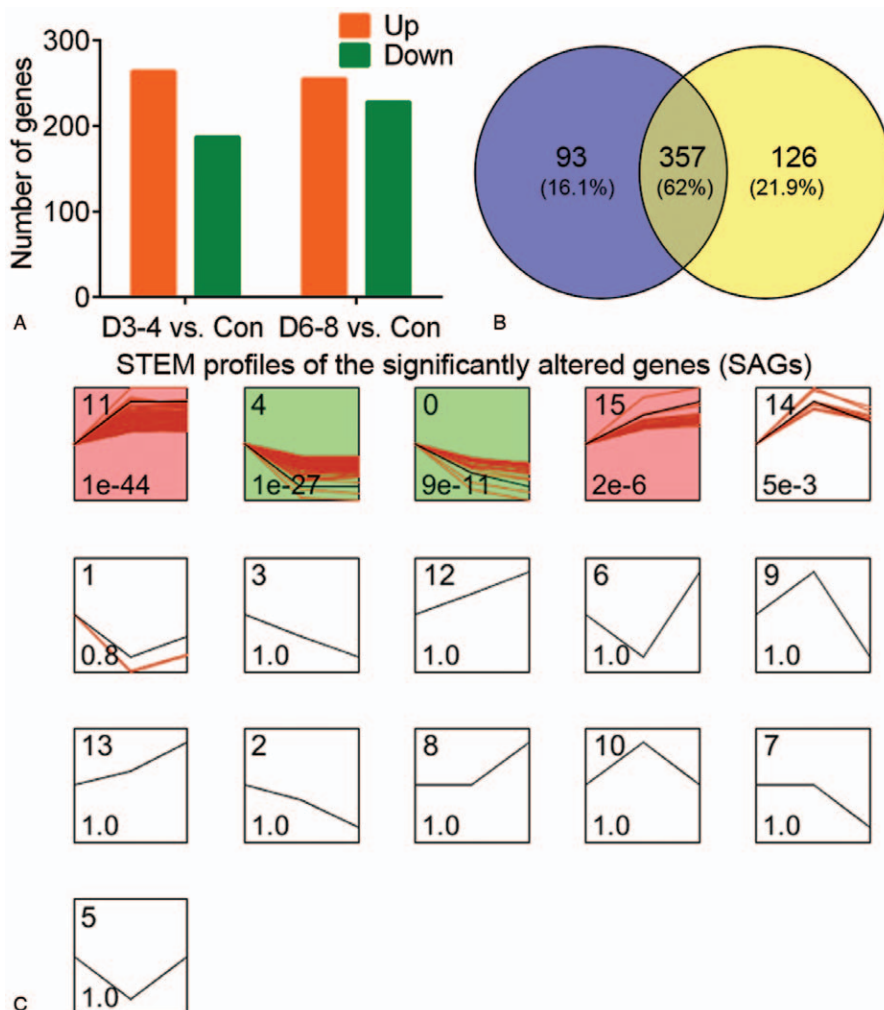 Up
Down
300
200
100
0
Number of genes
D3-4 vs. Con
D6-8 vs. Con
A
93
(16.1%)
357
(62%)
126
(21.9%)
B
STEM profiles of the significantly altered genes (SAGs)
11
1e-44
4
1e-27
0
9e-11
15
2e-6
14
5e-3
1
0.8
3
1.0
12
1.0
6
1.0
9
1.0
13
1.0
2
1.0
8
1.0
10
1.0
7
1.0
5
1.0
C